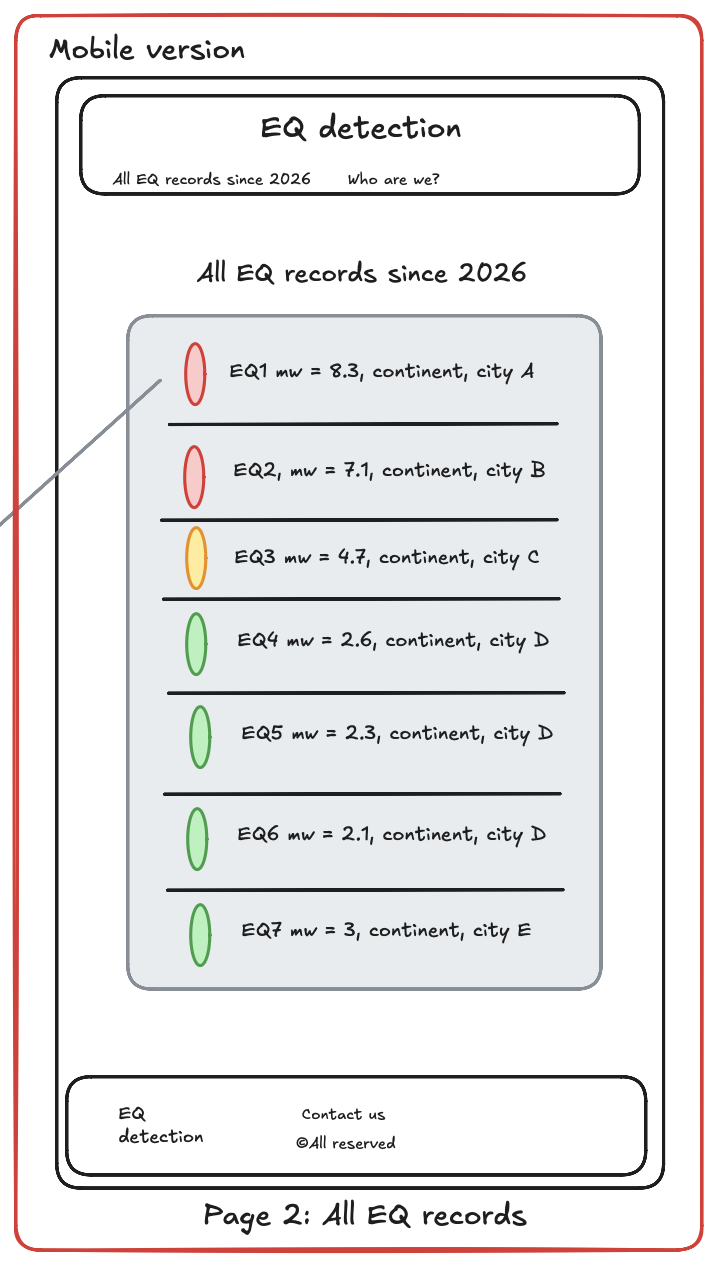 Mobile version
EQ detection
All EQ records since 2026 Who are we?
All EQ records since 2026
EQ1 mw = 8.3, continent, city A
EQ2, mw = 7.1, continent, city B
EQ3 mw = 4.7, continent, city C
EQ4 mw = 2.6, continent, city D
EQ5 mw = 2.3, continent, city D
EQ6 mw = 2.1, continent, city D
EQ7 mw = 3, continent, city E
EQ
detection
Contact us
©All reserved
Page 2: All EQ records